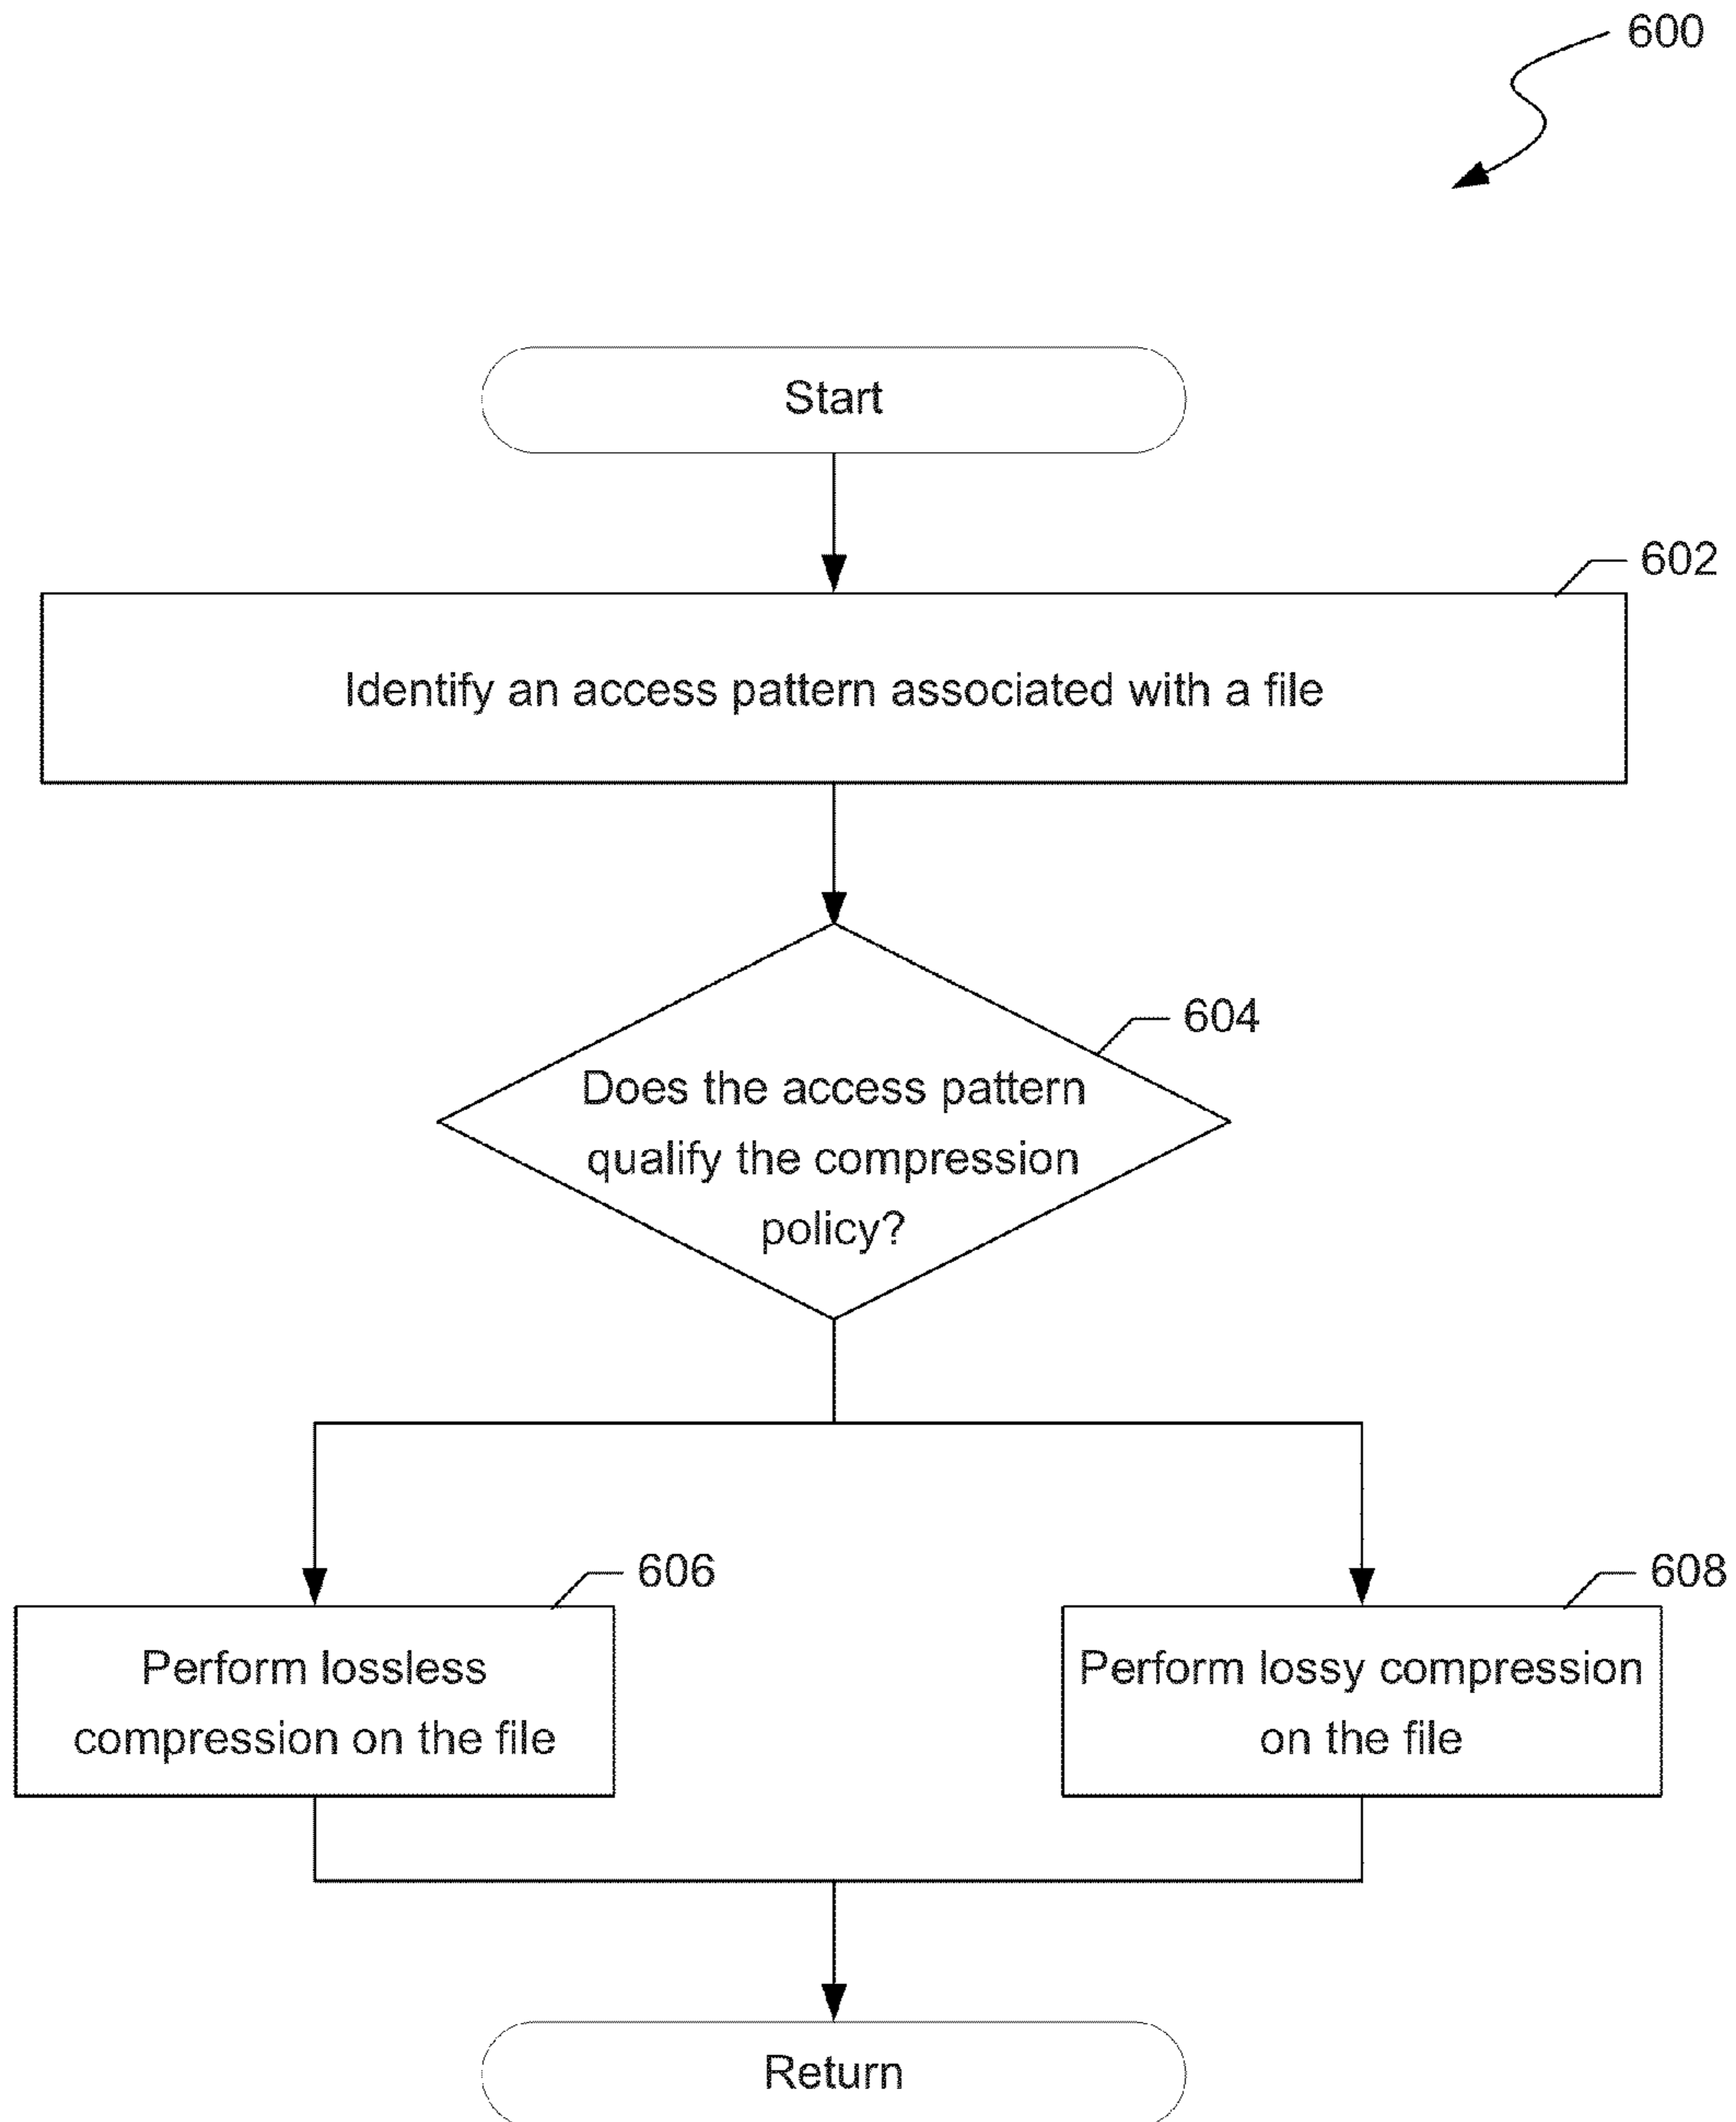 600
Start
602
Identify an access pattern associated with a file
604
Does the access pattern
qualify the compression
policy?
606
Perform lossless
compression on the file
608
Perform lossy compression
on the file
Return